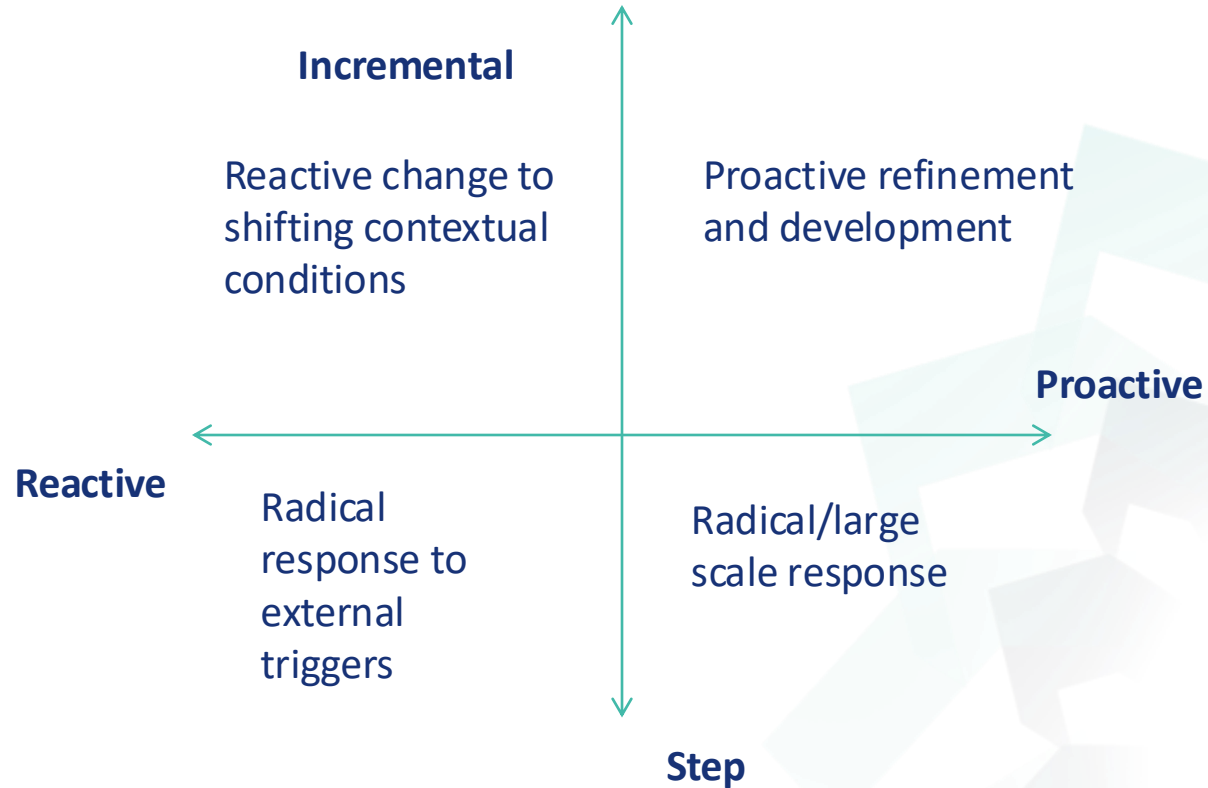 Incremental
Reactive change to
shifting contextual
conditions
Proactive refinement
and development
Proactive
Reactive
Radical
response to
external
triggers
Radical/large
scale response
Step